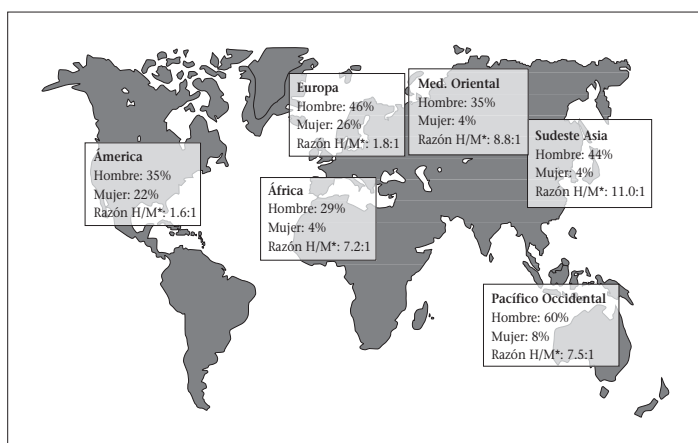 Europa
Hombre: 46%
Mujer: 26%
Razón H/M*: 1.8:1
Med. Oriental
Hombre: 35%
Mujer: 4%
Razón H/M*: 8.8:1
Sudeste Asia
Hombre: 44%
Mujer: 4%
Razón H/M*: 11.0:1
Ámerica
Hombre: 35%
Mujer: 22%
Razón H/M*: 1.6:1
África
Hombre: 29%
Mujer: 4%
Razón H/M*: 7.2:1
Pacífico Occidental
Hombre: 60%
Mujer: 8%
Razón H/M*: 7.5:1